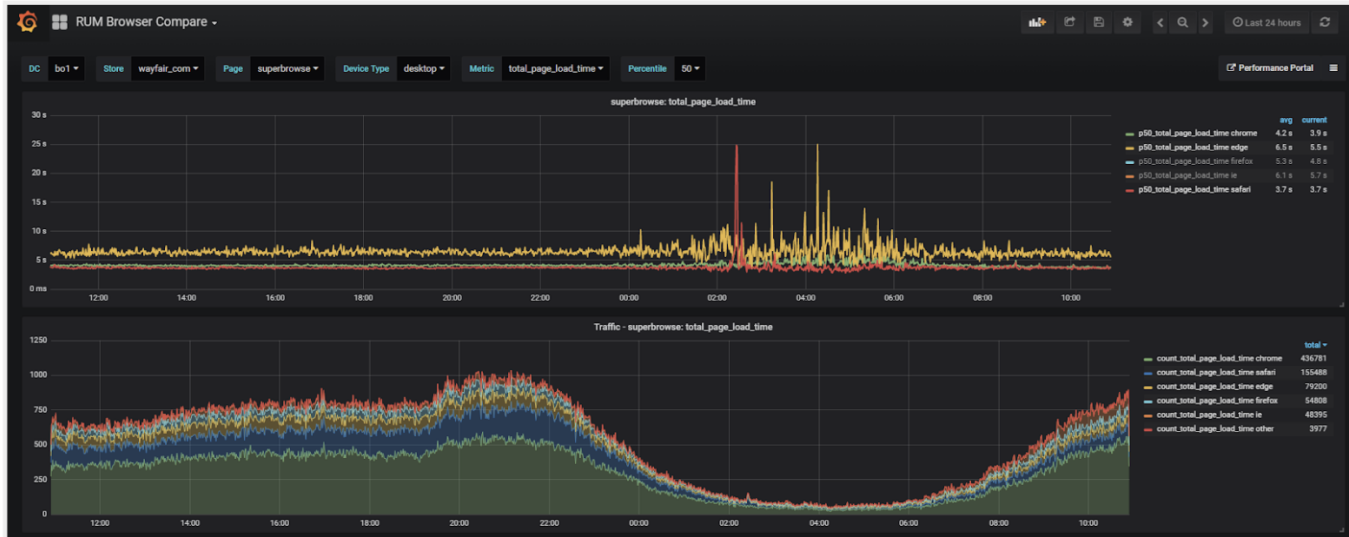 RUM Browser Compare
Last 24 hours
DC bo1 Store wayfair_com Page superbrowse Device Type desktop Metric total_page_load_time Percentile 50 Performance Portal
superbrowse: total_page_load_time
30 s
25 s
20 s
15 s
10 s
5 s
0 ms
12:00 14:00 16:00 18:00 20:00 22:00 00:00 02:00 04:00 06:00 08:00 10:00
avg current
p50_total_page_load_time chrome 4.2 s 3.9 s
p50_total_page_load_time edge 6.5 s 5.5 s
p50_total_page_load_time firefox 5.3 s 4.8 s
p50_total_page_load_time ie 6.1 s 5.7 s
p50_total_page_load_time safari 3.7 s 3.7 s
Traffic - superbrowse: total_page_load_time
1250
1000
750
500
250
0
12:00 14:00 16:00 18:00 20:00 22:00 00:00 02:00 04:00 06:00 08:00 10:00
total
count_total_page_load_time chrome 436781
count_total_page_load_time safari 155488
count_total_page_load_time edge 79200
count_total_page_load_time firefox 54808
count_total_page_load_time ie 48395
count_total_page_load_time other 3977